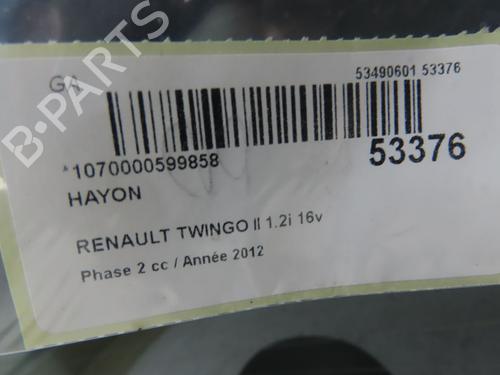 GA
53490601 53376
*1070000599858
53376
HAYON
RENAULT TWINGO II 1.2i 16v
Phase 2 cc / Année 2012
B-PARTS